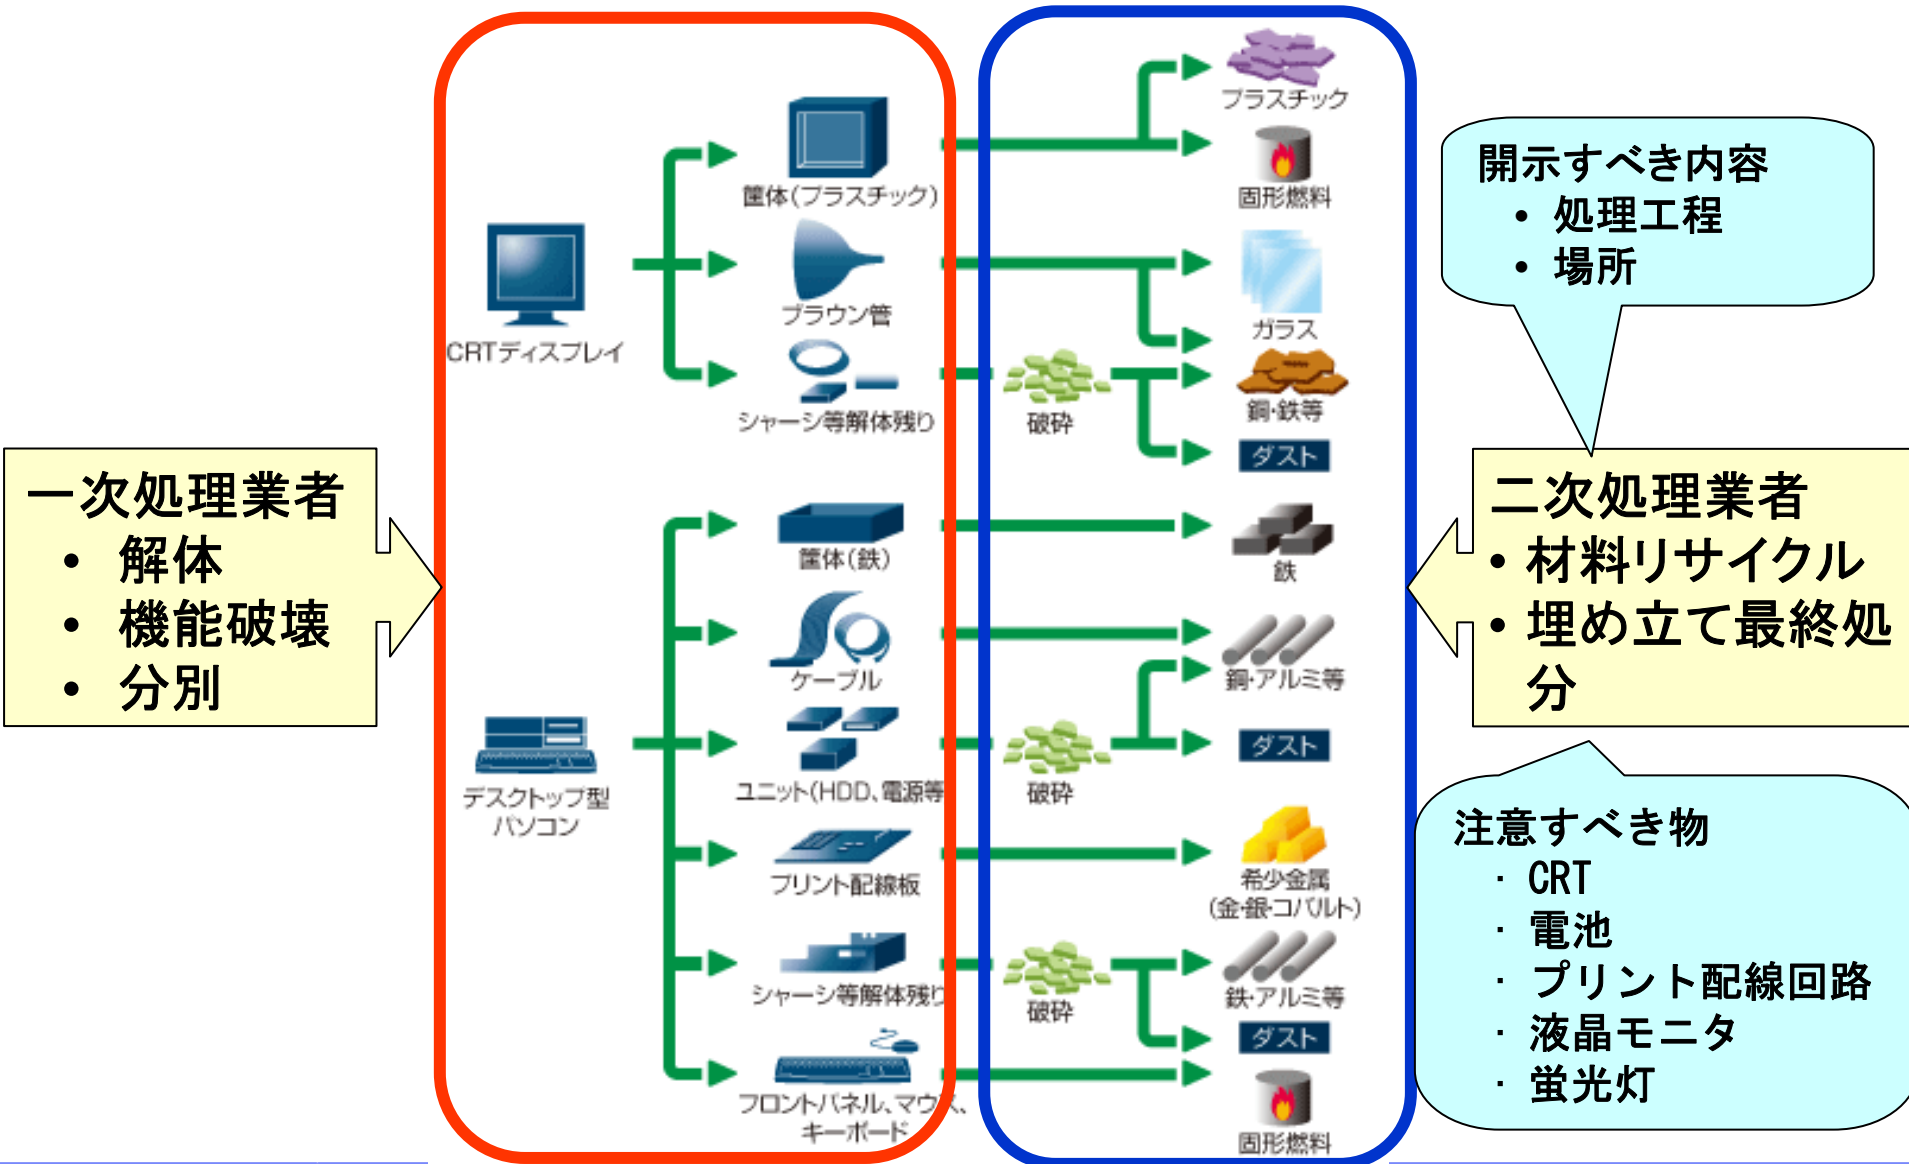 一次処理業者
• 解体
• 機能破壊
• 分別
CRTディスプレイ
筐体(プラスチック)
ブラウン管
シャーシ等解体残り
デスクトップ型
パソコン
筐体(鉄)
ケーブル
ユニット(HDD、電源等
プリント配線板
シャーシ等解体残り
フロントパネル、マウス、
キーボード
プラスチック
固形燃料
ガラス
破砕
銅・鉄等
ダスト
鉄
銅・アルミ等
破砕
ダスト
希少金属
(金・銀・コバルト)
破砕
鉄・アルミ等
ダスト
固形燃料
開示すべき内容
• 処理工程
• 場所
二次処理業者
• 材料リサイクル
• 埋め立て最終処
分
注意すべき物
・ CRT
・ 電池
・ プリント配線回路
・ 液晶モニタ
・ 蛍光灯